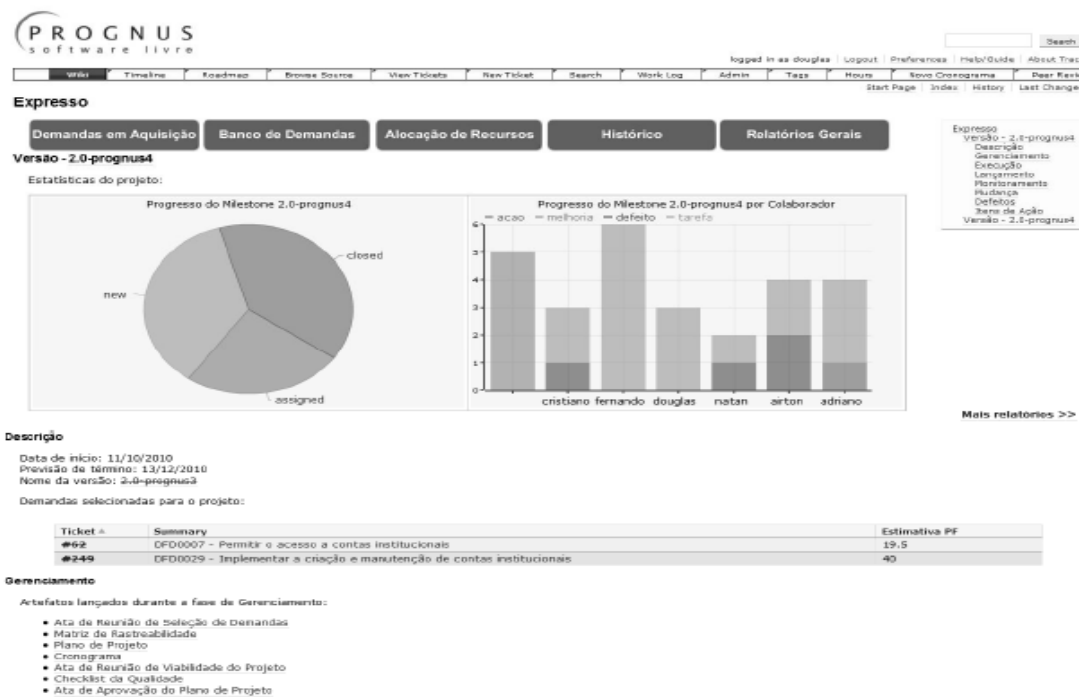 PROGNUS
software livre
Search
logged in as douglas Logout Preferences Help/Guide About Trac
Wiki Timeline Roadmap Browse Source View Tickets New Ticket Search Work Log Admin Tags Hours Novo Cronograma Peer Revi
Start Page Index History Last Change
Expresso
Demandas em Aquisição Banco de Demandas Alocação de Recursos Histórico Relatórios Gerais
Versão - 2.0-prognus4
Estatísticas do projeto:
Expresso
Versão - 2.0-prognus4
Descrição
Gerenciamento
Execução
Lançamento
Monitoramento
Mudança
Defeitos
Itens de Ação
Versão - 2.0-prognus4
Progresso do Milestone 2.0-prognus4
closed
new
assigned
Progresso do Milestone 2.0-prognus4 por Colaborador
acao melhoria defeito tarefa
6
5
4
3
2
1
0
cristiano fernando douglas natan airton adriano
Mais relatórios >>
Descrição
Data de início: 11/10/2010
Previsão de término: 13/12/2010
Nome da versão: 2.0-prognus3
Demandas selecionadas para o projeto:
Ticket Summary Estimativa PF
#62 DFD0007 - Permitir o acesso a contas institucionais 19.5
#249 DFD0029 - Implementar a criação e manutenção de contas institucionais 40
Gerenciamento
Artefatos lançados durante a fase de Gerenciamento:
• Ata de Reunião de Seleção de Demandas
• Matriz de Rastreabilidade
• Plano de Projeto
• Cronograma
• Ata de Reunião de Viabilidade do Projeto
• Checklist da Qualidade
• Ata de Aprovação do Plano de Projeto